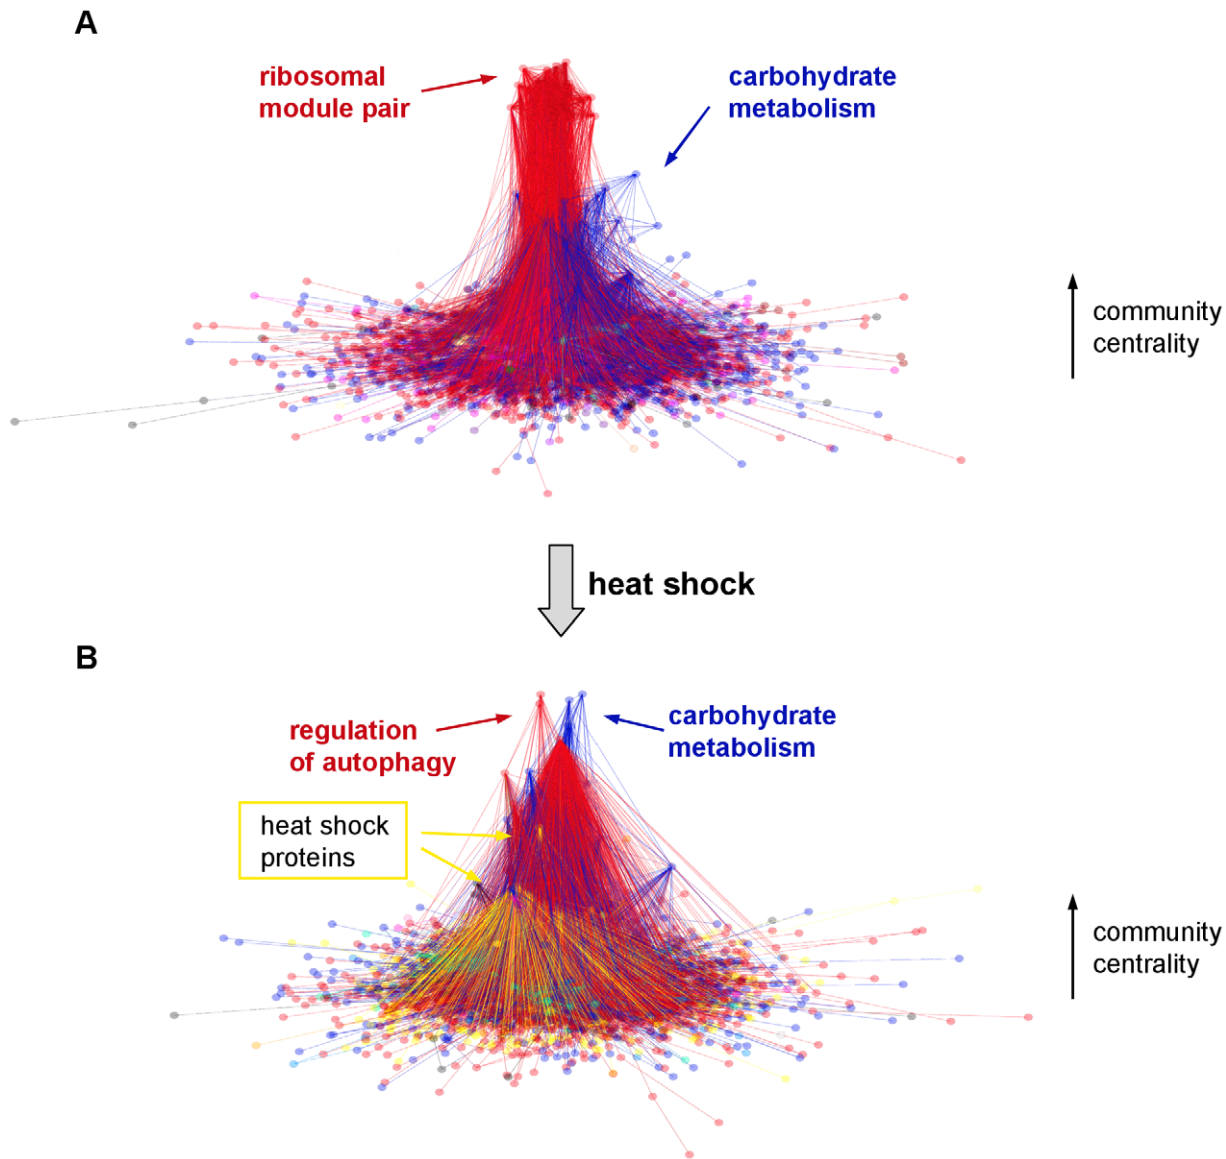 A
ribosomal
module pair
carbohydrate
metabolism
community
centrality
heat shock
B
regulation
of autophagy
carbohydrate
metabolism
heat shock
proteins
community
centrality